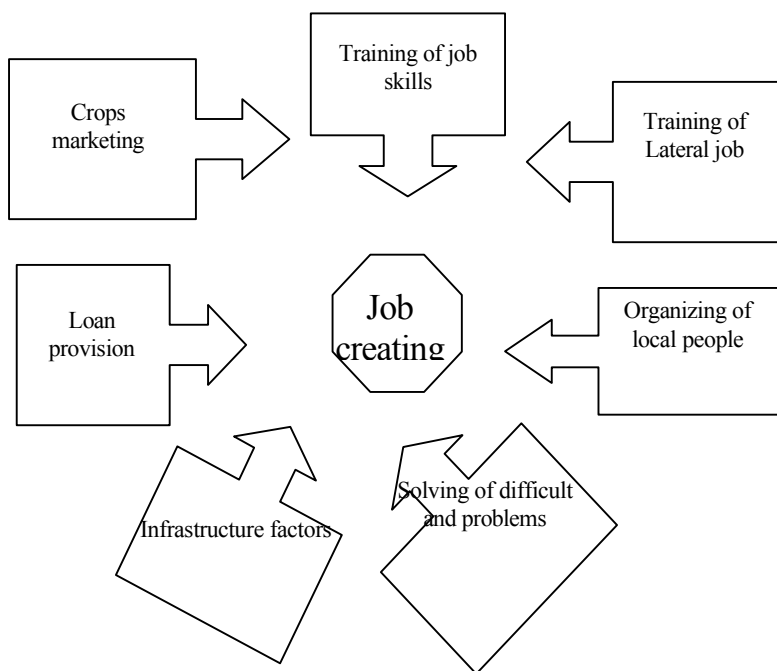 Training of job
skills
Crops
marketing
Training of
Lateral job
Loan
provision
Job
creating
Organizing of
local people
Infrastructure factors
Solving of difficult
and problems